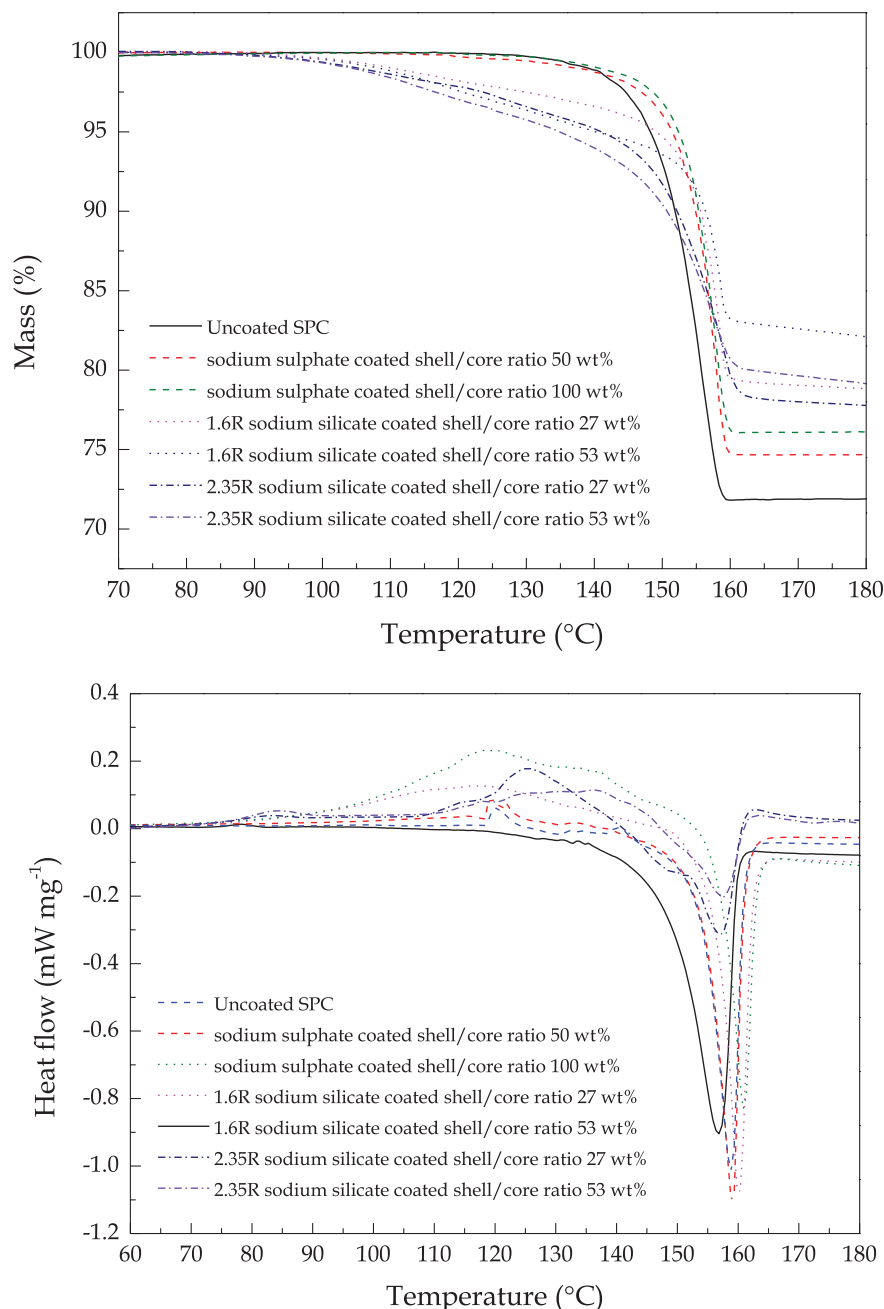 100
95
90
85
80
75
70
Mass (%)
Uncoated SPC
sodium sulphate coated shell/core ratio 50 wt%
sodium sulphate coated shell/core ratio 100 wt%
1.6R sodium silicate coated shell/core ratio 27 wt%
1.6R sodium silicate coated shell/core ratio 53 wt%
2.35R sodium silicate coated shell/core ratio 27 wt%
2.35R sodium silicate coated shell/core ratio 53 wt%
70 80 90 100 110 120 130 140 150 160 170 180
Temperature (°C)
0.4
0.2
0.0
-0.2
-0.4
-0.6
-0.8
-1.0
-1.2
Heat flow (mW mg⁻¹)
Uncoated SPC
sodium sulphate coated shell/core ratio 50 wt%
sodium sulphate coated shell/core ratio 100 wt%
1.6R sodium silicate coated shell/core ratio 27 wt%
1.6R sodium silicate coated shell/core ratio 53 wt%
2.35R sodium silicate coated shell/core ratio 27 wt%
2.35R sodium silicate coated shell/core ratio 53 wt%
60 70 80 90 100 110 120 130 140 150 160 170 180
Temperature (°C)